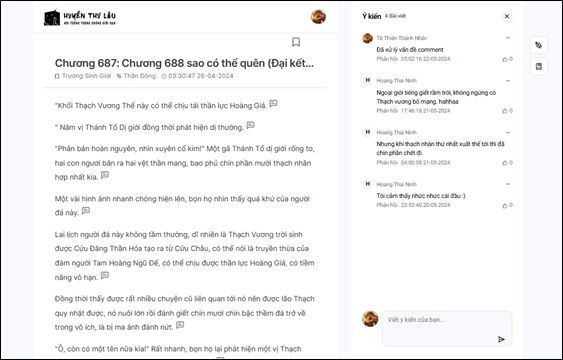 HUYỀN THƯ LÂU
NƠI TƯỞNG TƯỢNG KHÔNG GIỚI HẠN
Chương 687: Chương 688 sao có thể quên (Đại kết...
Trường Sinh Giới Thần Đông 03:30:47 26-04-2024
"Khối Thạch Vương Thể này có thể chịu tải thần lực Hoàng Giả.
" Năm vị Thánh Tổ Dị giới đồng thời phát hiện dị thường.
"Phản bản hoàn nguyên, nhìn xuyên cổ kim!" Một gã Thánh Tổ dị giới rống to,
hai con ngươi bắn ra hai vệt thần mang, bao phủ chín phần mười thạch nhân
hợp nhất kia.
Một vài hình ảnh nhanh chóng hiện lên, bọn họ nhìn thấy quá khứ của người
đá này.
Lai lịch người đá này không tầm thường, dĩ nhiên là Thạch Vương trời sinh
được Cửu Đăng Thần Hỏa tạo ra từ Cửu Châu, có thể nói là truyền thừa của
đám người Tam Hoàng Ngũ Đế, có thể chịu được thần lực Hoàng Giả, có tiềm
năng vô hạn.
Đồng thời thấy được rất nhiều chuyện cũ liên quan tới nó nên được lão Thạch
quy nhặt được, nó nuôi lớn rồi đánh giết chín mươi chín bậc thềm đá trở về
trong vô ích, là bị ma ảnh đánh nứt.
"Ồ, còn có một tên nữa kìa!" Rất nhanh, bọn họ lại phát hiện một vị Thạch
Ý kiến 4 Bài viết
Tề Thiên Thánh Nhân
Đã xử lý vấn đề comment
Phản hồi 05:02:16 22-05-2024 0
H Hoang Thai Ninh
Ngoại giới tiếng giết rầm trời, không ngừng có
Thạch vương bỏ mạng. hahhaa
Phản hồi 17:46:18 21-05-2024 0
H Hoang Thai Ninh
Nhưng khi thạch nhân thứ nhất xuất thế tới thì đã
chín phần chết đi.
Phản hồi 04:00:58 21-05-2024 0
H Hoang Thai Ninh
Tôi cảm thấy nhức nhức cái đầu :)
Phản hồi 23:53:40 20-05-2024 0
Viết ý kiến của bạn...